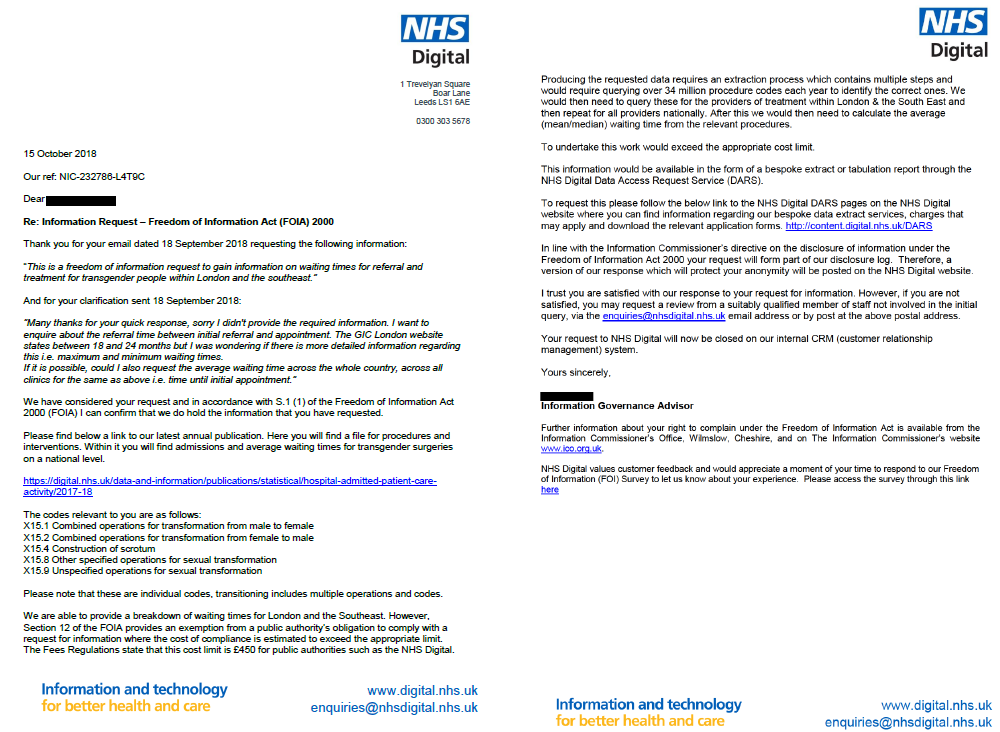 NHS
Digital
1 Trevelyan Square
Boar Lane
Leeds LS1 6AE
0300 303 5678
15 October 2018
Our ref: NIC-232786-L4T9C
Dear
Re: Information Request – Freedom of Information Act (FOIA) 2000
Thank you for your email dated 18 September 2018 requesting the following information:
"This is a freedom of information request to gain information on waiting times for referral and
treatment for transgender people within London and the southeast."
And for your clarification sent 18 September 2018:
"Many thanks for your quick response, sorry I didn't provide the required information. I want to
enquire about the referral time between initial referral and appointment. The GIC London website
states between 18 and 24 months but I was wondering if there is more detailed information regarding
this i.e. maximum and minimum waiting times.
If it is possible, could I also request the average waiting time across the whole country, across all
clinics for the same as above i.e. time until initial appointment."
We have considered your request and in accordance with S.1 (1) of the Freedom of Information Act
2000 (FOIA) I can confirm that we do hold the information that you have requested.
Please find below a link to our latest annual publication. Here you will find a file for procedures and
interventions. Within it you will find admissions and average waiting times for transgender surgeries
on a national level.
https://digital.nhs.uk/data-and-information/publications/statistical/hospital-admitted-patient-care-
activity/2017-18
The codes relevant to you are as follows:
X15.1 Combined operations for transformation from male to female
X15.2 Combined operations for transformation from female to male
X15.4 Construction of scrotum
X15.8 Other specified operations for sexual transformation
X15.9 Unspecified operations for sexual transformation
Please note that these are individual codes, transitioning includes multiple operations and codes.
We are able to provide a breakdown of waiting times for London and the Southeast. However,
Section 12 of the FOIA provides an exemption from a public authority's obligation to comply with a
request for information where the cost of compliance is estimated to exceed the appropriate limit.
The Fees Regulations state that this cost limit is £450 for public authorities such as the NHS Digital.
Information and technology
for better health and care
www.digital.nhs.uk
enquiries@nhsdigital.nhs.uk
NHS
Digital
Producing the requested data requires an extraction process which contains multiple steps and
would require querying over 34 million procedure codes each year to identify the correct ones. We
would then need to query these for the providers of treatment within London & the South East and
then repeat for all providers nationally. After this we would then need to calculate the average
(mean/median) waiting time from the relevant procedures.
To undertake this work would exceed the appropriate cost limit.
This information would be available in the form of a bespoke extract or tabulation report through the
NHS Digital Data Access Request Service (DARS).
To request this please follow the below link to the NHS Digital DARS pages on the NHS Digital
website where you can find information regarding our bespoke data extract services, charges that
may apply and download the relevant application forms. http://content.digital.nhs.uk/DARS
In line with the Information Commissioner's directive on the disclosure of information under the
Freedom of Information Act 2000 your request will form part of our disclosure log. Therefore, a
version of our response which will protect your anonymity will be posted on the NHS Digital website.
I trust you are satisfied with our response to your request for information. However, if you are not
satisfied, you may request a review from a suitably qualified member of staff not involved in the initial
query, via the enquiries@nhsdigital.nhs.uk email address or by post at the above postal address.
Your request to NHS Digital will now be closed on our internal CRM (customer relationship
management) system.
Yours sincerely,
Information Governance Advisor
Further information about your right to complain under the Freedom of Information Act is available from the
Information Commissioner's Office, Wilmslow, Cheshire, and on The Information Commissioner's website
www.ico.org.uk.
NHS Digital values customer feedback and would appreciate a moment of your time to respond to our Freedom
of Information (FOI) Survey to let us know about your experience. Please access the survey through this link
here
Information and technology
for better health and care
www.digital.nhs.uk
enquiries@nhsdigital.nhs.uk